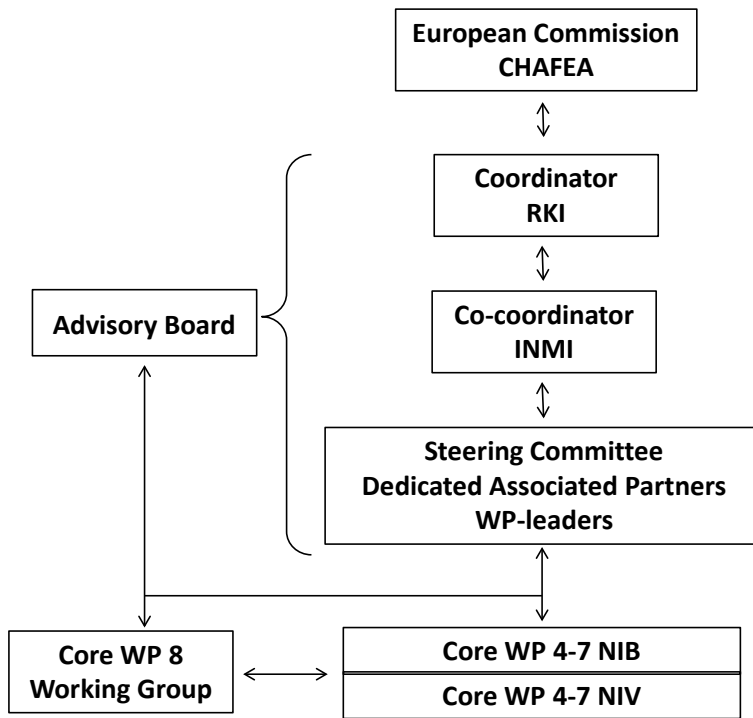 European Commission
CHAFEA
Coordinator
RKI
Advisory Board
Co-coordinator
INMI
Steering Committee
Dedicated Associated Partners
WP-leaders
Core WP 8
Working Group
Core WP 4-7 NIB
Core WP 4-7 NIV